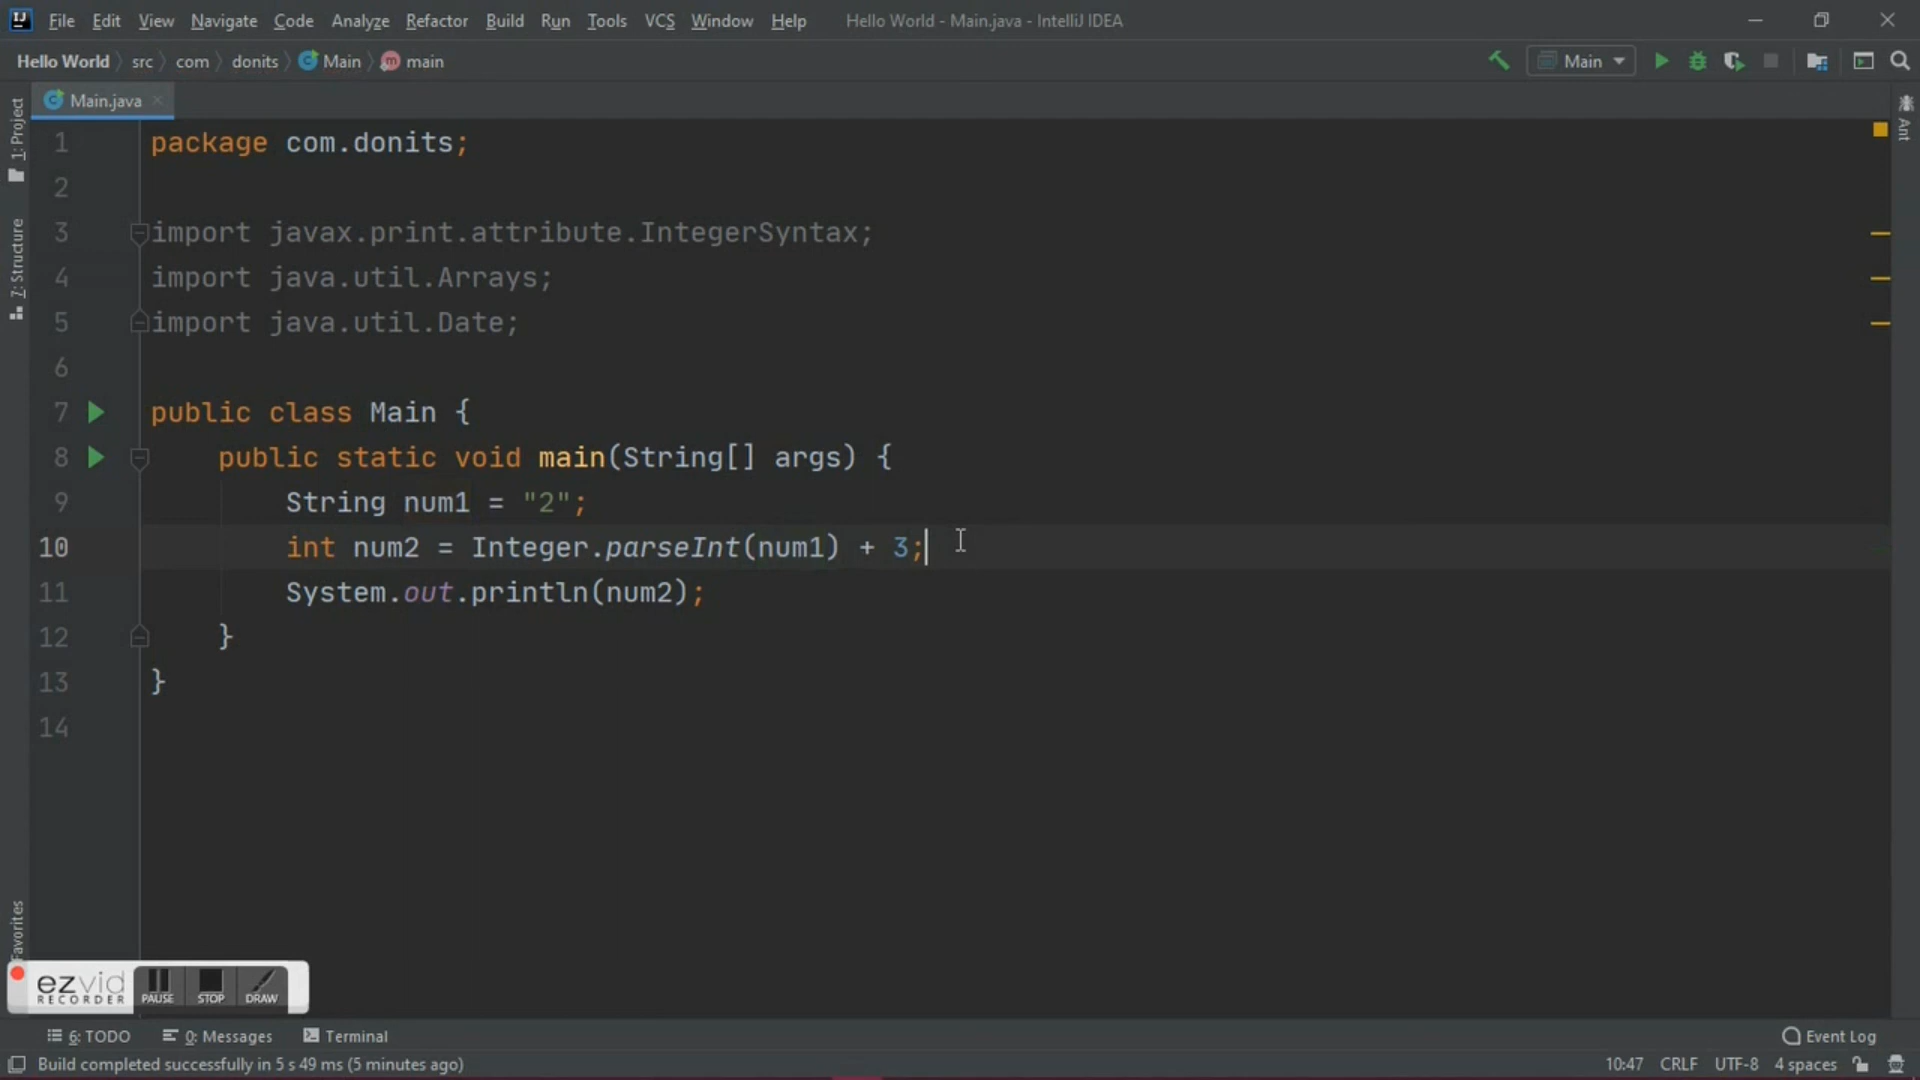 File Edit View Navigate Code Analyze Refactor Build Run Tools VCS Window Help Hello World - Main.java - IntelliJ IDEA
Hello World src com donits Main main Main
Main.java
1: Project
7: Structure
Favorites
Ant
1 package com.donits;
2
3 import javax.print.attribute.IntegerSyntax;
4 import java.util.Arrays;
5 import java.util.Date;
6
7 public class Main {
8 public static void main(String[] args) {
9 String num1 = "2";
10 int num2 = Integer.parseInt(num1) + 3;
11 System.out.println(num2);
12 }
13 }
14
ezvid
RECORDER
PAUSE STOP DRAW
6: TODO 0: Messages Terminal Event Log
Build completed successfully in 5 s 49 ms (5 minutes ago) 10:47 CRLF UTF-8 4 spaces